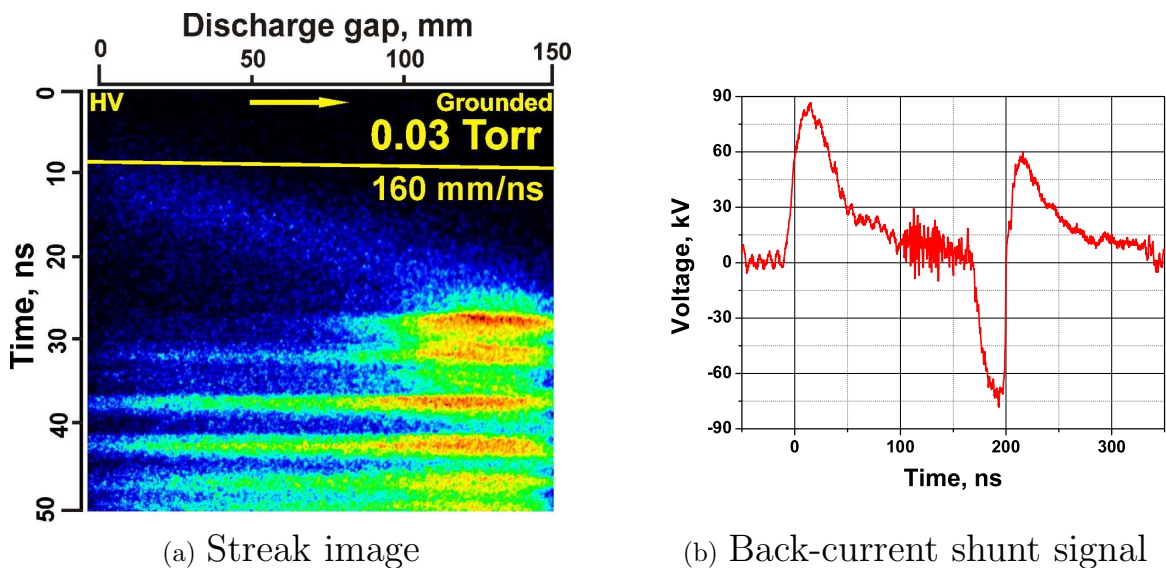 Discharge gap, mm
0 50 100 150
HV Grounded
0.03 Torr
160 mm/ns
Time, ns
0
10
20
30
40
50
(a) Streak image
Voltage, kV
90
60
30
0
-30
-60
-90
0 100 200 300
Time, ns
(b) Back-current shunt signal